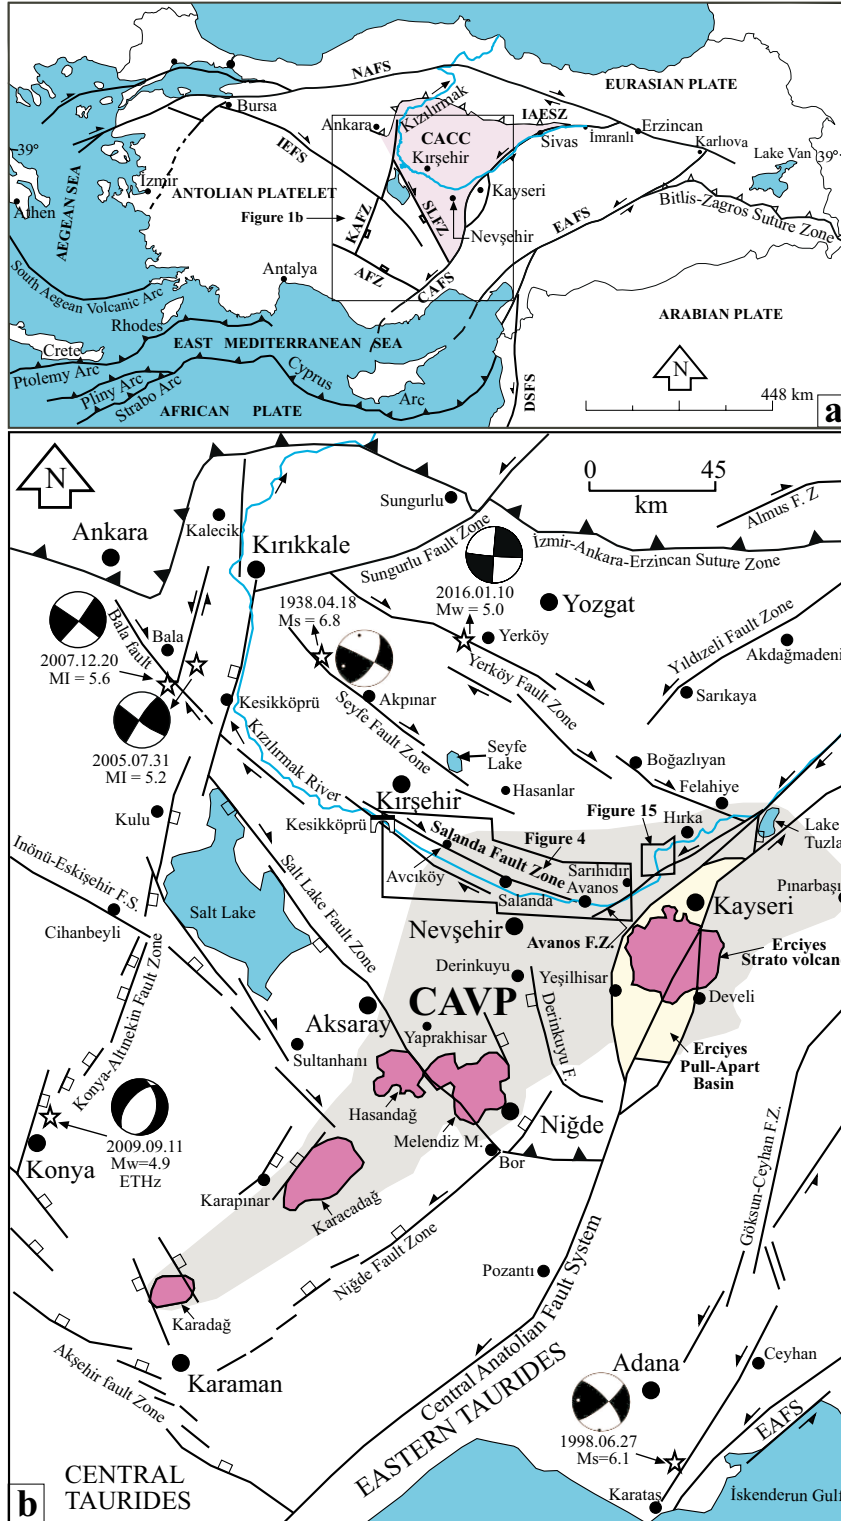 NAFS
EURASIAN PLATE
Bursa
Kızılırmak
IAESZ
Ankara
Erzincan
39°
IEFS
CACC
Sivas
İmranlı
Karlıova
Kırşehir
Lake Van
39°
İzmir
ANTOLIAN PLATELET
Kayseri
Athen
AEGEAN SEA
Figure 1b
KAFZ
SLFZ
EAFS
Bitlis-Zagros Suture Zone
Nevşehir
Antalya
AFZ
CAFS
South Aegean Volcanic Arc
ARABIAN PLATE
Rhodes
Crete
EAST MEDITERRANEAN SEA
N
Ptolemy Arc
Cyprus
Pliny Arc
Strabo Arc
Arc
DSFS
448 km
AFRICAN PLATE
a
N
0 45
km
Sungurlu
Almus F. Z
Kalecik
Ankara
Kırıkkale
Sungurlu Fault Zone
İzmir-Ankara-Erzincan Suture Zone
1938.04.18
Ms = 6.8
2016.01.10
Mw = 5.0
Yozgat
Bala fault
Bala
Yerköy
Yıldızeli Fault Zone
Akdağmadeni
2007.12.20
MI = 5.6
Yerköy Fault Zone
Akpınar
Sarıkaya
Kesikköprü
Seyfe Fault Zone
2005.07.31
MI = 5.2
Kızılırmak River
Seyfe
Lake
Boğazlıyan
Kırşehir
Hasanlar
Felahiye
Kulu
Figure 15
Hırka
Kesikköprü
Salanda Fault Zone
Figure 4
Lake
Tuzla
Inönü-Eskişehir F.S.
Salt Lake Fault Zone
Avcıköy
Sarıhıdır
Pınarbaşı
Avanos
Salanda
Kayseri
Salt Lake
Cihanbeyli
Nevşehir
Avanos F.Z.
Erciyes
Strato volcano
Derinkuyu
Yeşilhisar
Develi
CAVP
Aksaray
Derinkuyu F.
Yaprakhisar
Konya-Altınekin Fault Zone
Sultanhanı
Erciyes
Pull-Apart
Basin
Hasandağ
2009.09.11
Mw=4.9
ETHz
Melendiz M.
Niğde
Konya
Bor
Göksun-Ceyhan F.Z.
Karapınar
Karacadağ
Niğde Fault Zone
Pozantı
Karadağ
Central Anatolian Fault System
Akşehir fault Zone
Karaman
EASTERN TAURIDES
Adana
Ceyhan
1998.06.27
Ms=6.1
EAFS
CENTRAL
TAURIDES
Karataş
İskenderun Gulf
b